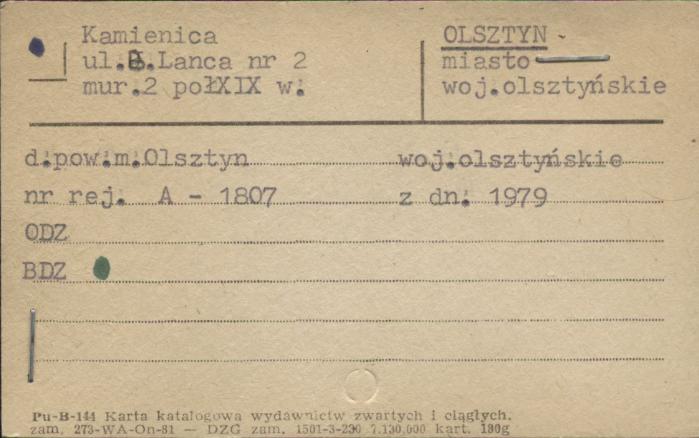 Kamienica
ul.B.Lanca nr 2
mur.2 połXIX w.
OLSZTYN
miasto
woj.olsztyńskie
d.pow.m.Olsztyn woj.olsztyńskie
nr rej. A - 1807 z dn. 1979
ODZ
BDZ
Pu-B-144 Karta katalogowa wydawnictw zwartych i ciągłych.
zam. 273-WA-On-81 — DZG zam. 1501-3-230 7.130.000 kart. 180g